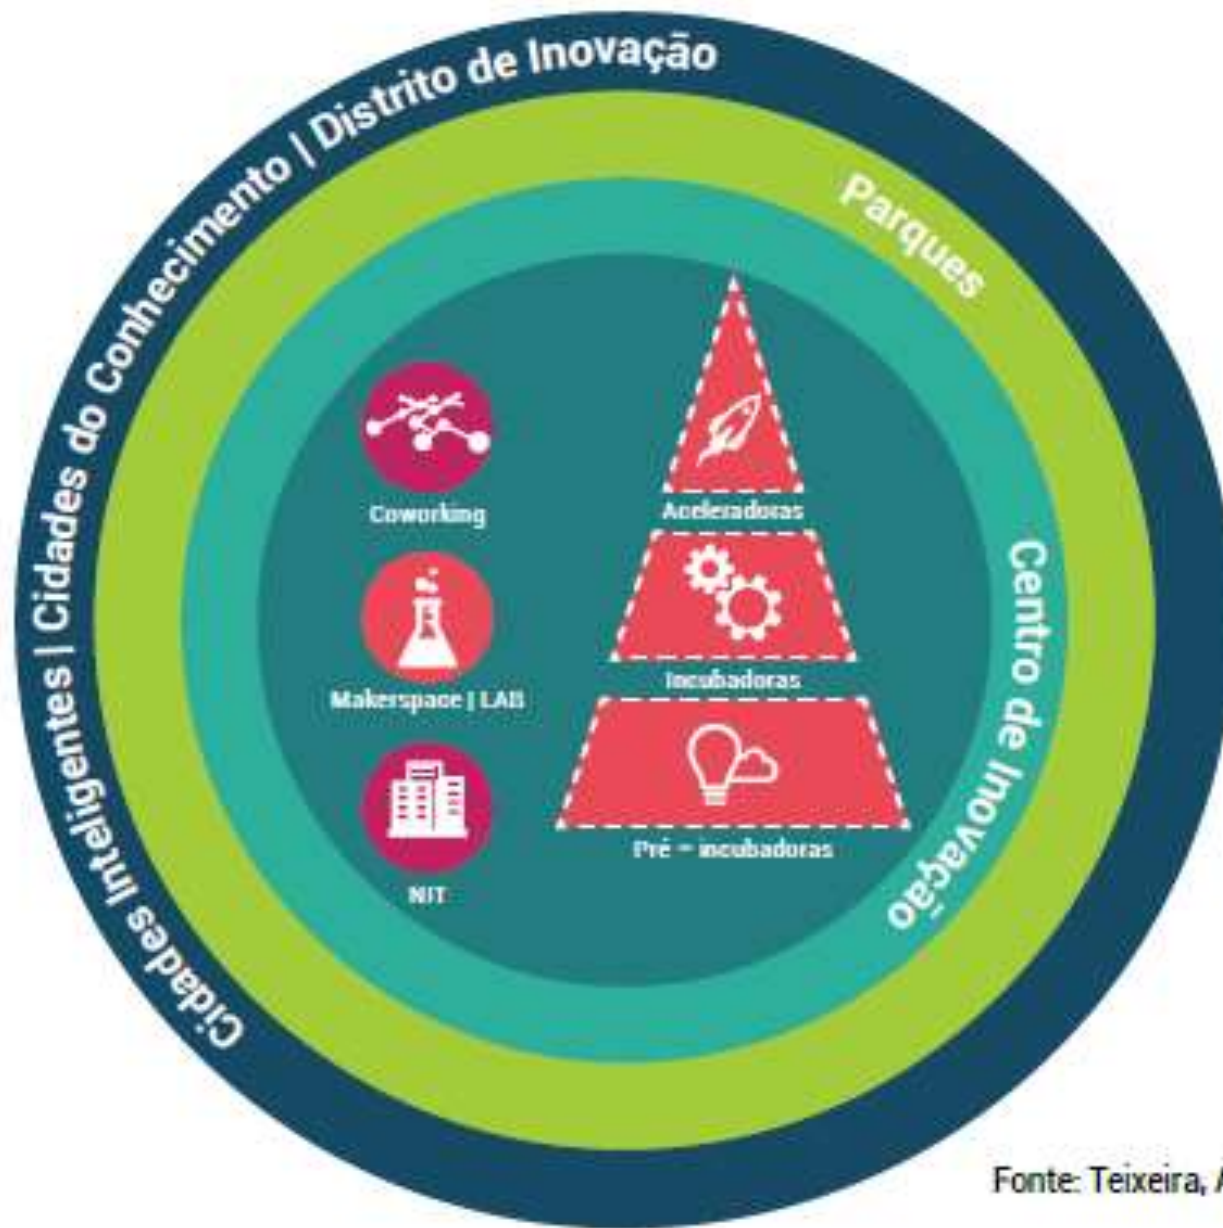 Cidades Inteligentes | Cidades do Conhecimento | Distrito de Inovação
Parques
Centro de Inovação
Coworking
Makerspace | LAB
NIT
Aceleradoras
Incubadoras
Pré - incubadoras
Fonte: Teixeira,